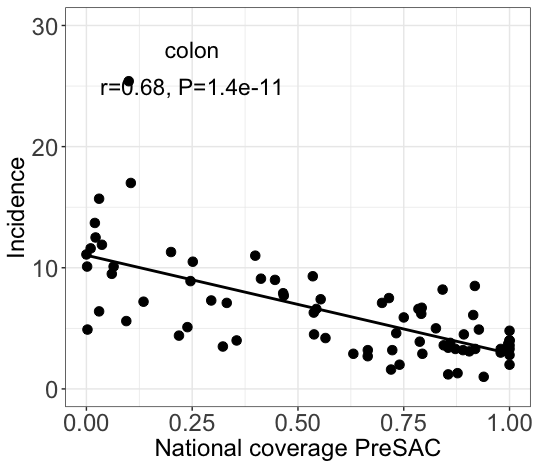 30
20
10
0
Incidence
colon
r=0.68, P=1.4e-11
0.00 0.25 0.50 0.75 1.00
National coverage PreSAC